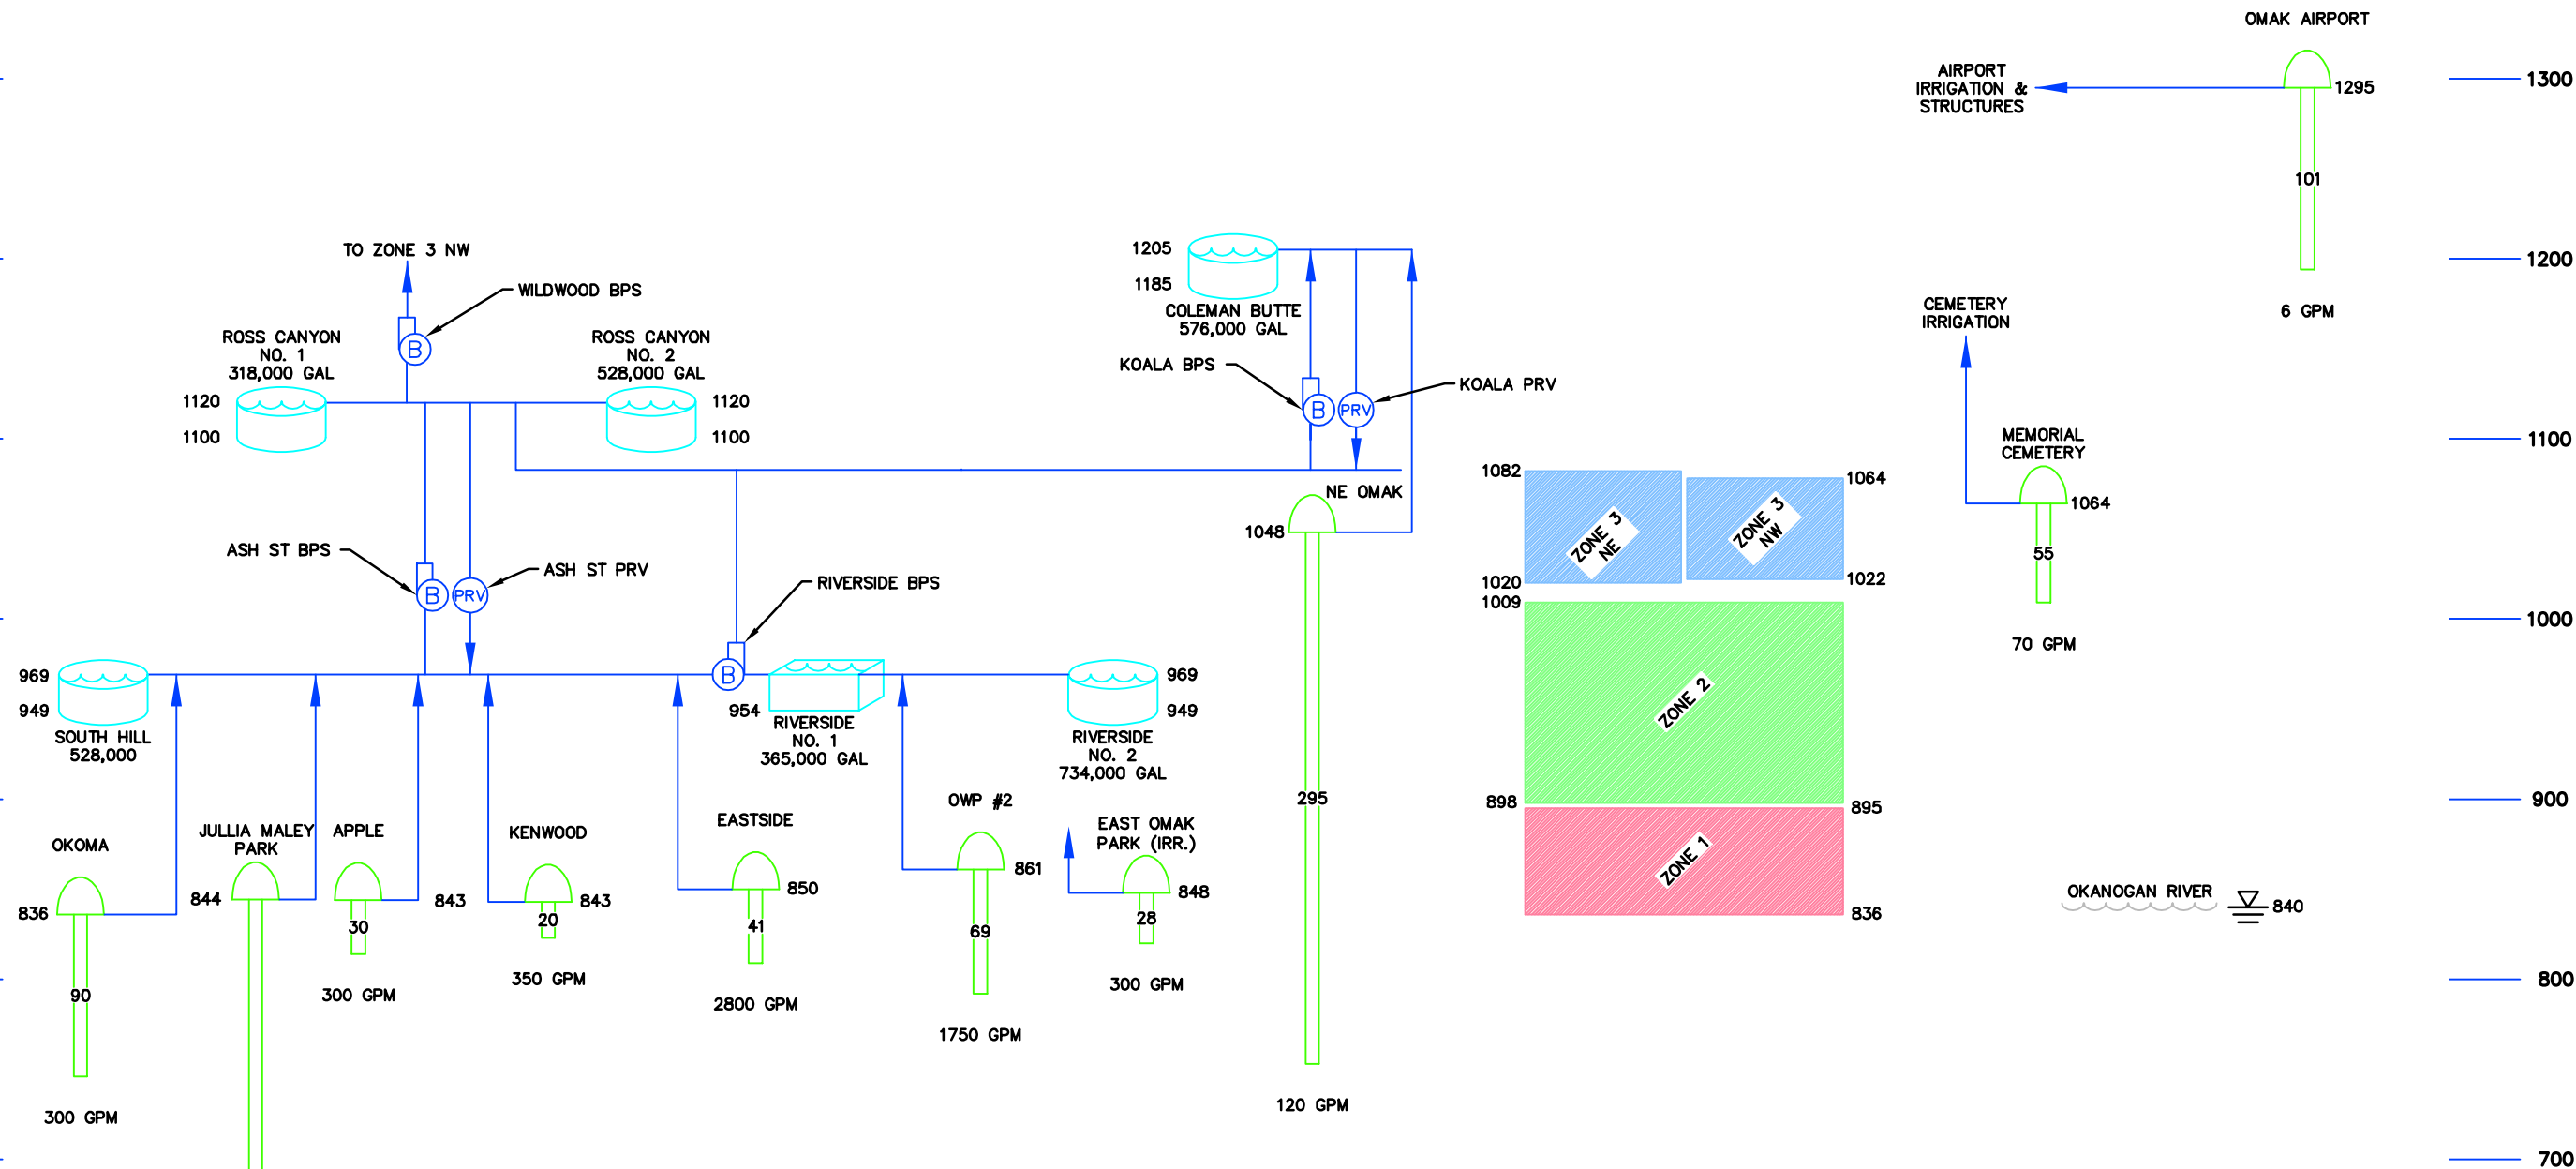 OMAK AIRPORT
AIRPORT
IRRIGATION &
STRUCTURES
1295
1300
101
6 GPM
TO ZONE 3 NW
WILDWOOD BPS
B
ROSS CANYON
NO. 1
318,000 GAL
ROSS CANYON
NO. 2
528,000 GAL
1120
1100
1120
1100
1205
1185
COLEMAN BUTTE
576,000 GAL
KOALA BPS
B
PRV
KOALA PRV
1200
CEMETERY
IRRIGATION
MEMORIAL
CEMETERY
1064
55
70 GPM
1100
NE OMAK
1048
295
120 GPM
1082
1020
ZONE 3
NE
ZONE 3
NW
1064
1022
1009
ZONE 2
898
895
ZONE 1
836
1000
ASH ST BPS
B
PRV
ASH ST PRV
RIVERSIDE BPS
B
969
949
SOUTH HILL
528,000
954
RIVERSIDE
NO. 1
365,000 GAL
969
949
RIVERSIDE
NO. 2
734,000 GAL
900
OKOMA
836
90
300 GPM
JULLIA MALEY
PARK
844
APPLE
843
30
300 GPM
KENWOOD
843
20
350 GPM
EASTSIDE
850
41
2800 GPM
OWP #2
861
69
1750 GPM
EAST OMAK
PARK (IRR.)
848
28
300 GPM
OKANOGAN RIVER
840
800
700